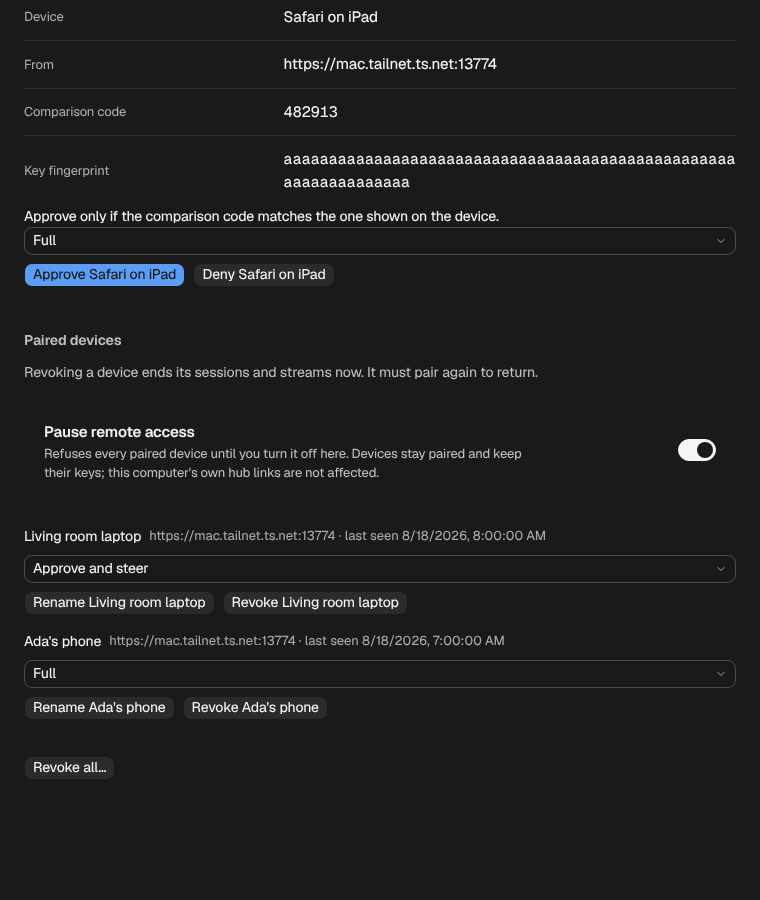 Device
Safari on iPad
From
https://mac.tailnet.ts.net:13774
Comparison code
482913
Key fingerprint
aaaaaaaaaaaaaaaaaaaaaaaaaaaaaaaaaaaaaaaaaaaaaaaaaa
aaaaaaaaaaaaaa
Approve only if the comparison code matches the one shown on the device.
Full
Approve Safari on iPad
Deny Safari on iPad
Paired devices
Revoking a device ends its sessions and streams now. It must pair again to return.
Pause remote access
Refuses every paired device until you turn it off here. Devices stay paired and keep
their keys; this computer's own hub links are not affected.
Living room laptop https://mac.tailnet.ts.net:13774 · last seen 8/18/2026, 8:00:00 AM
Approve and steer
Rename Living room laptop
Revoke Living room laptop
Ada's phone https://mac.tailnet.ts.net:13774 · last seen 8/18/2026, 7:00:00 AM
Full
Rename Ada's phone
Revoke Ada's phone
Revoke all...